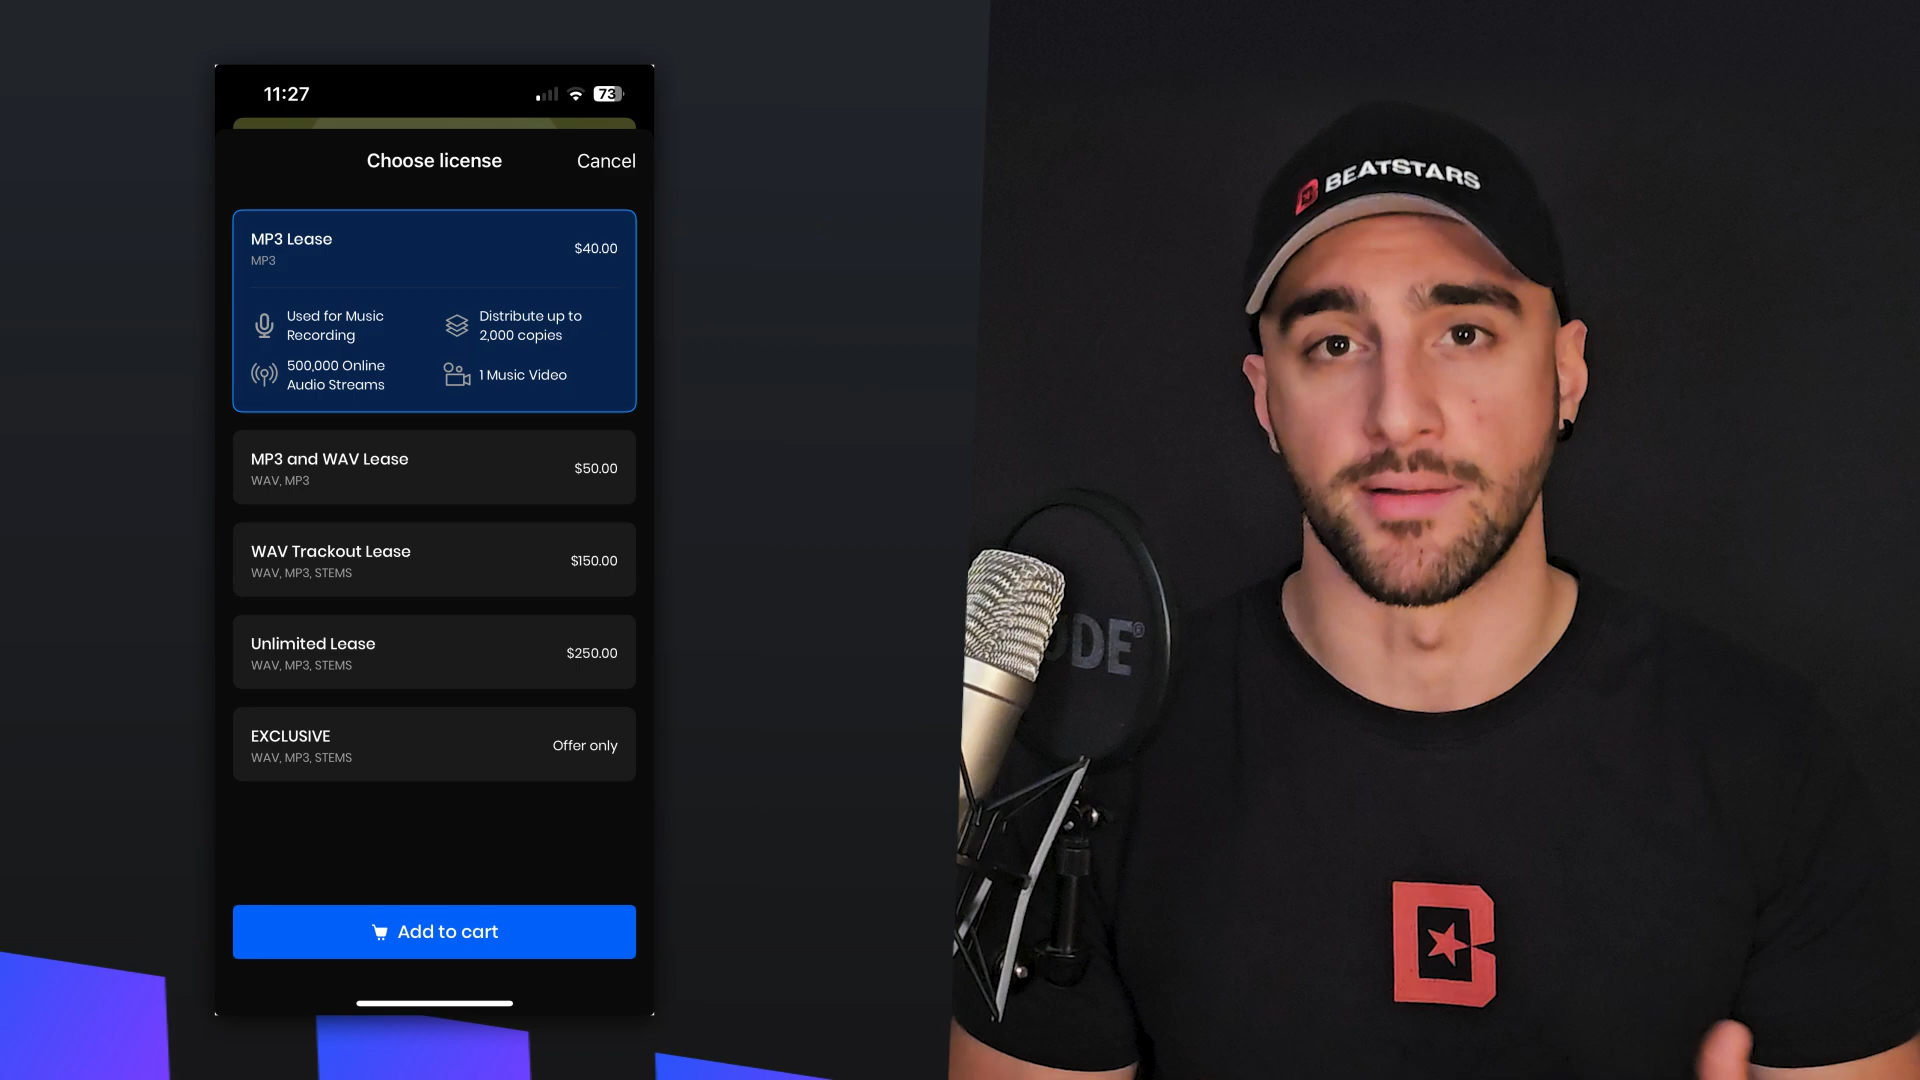 11:27
73
Choose license
Cancel
MP3 Lease
$40.00
MP3
Used for Music
Recording
Distribute up to
2,000 copies
500,000 Online
Audio Streams
1 Music Video
MP3 and WAV Lease
$50.00
WAV, MP3
WAV Trackout Lease
$150.00
WAV, MP3, STEMS
Unlimited Lease
$250.00
WAV, MP3, STEMS
EXCLUSIVE
Offer only
WAV, MP3, STEMS
Add to cart
BEATSTARS
UDE®